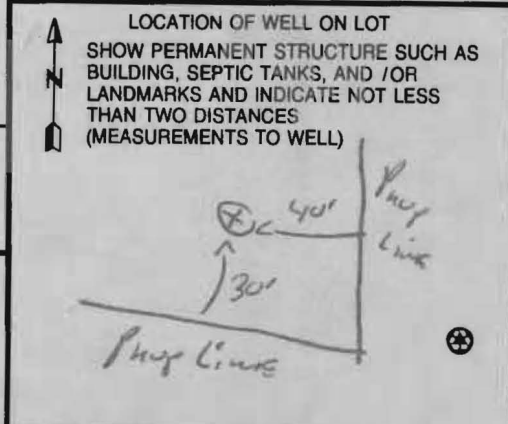 LOCATION OF WELL ON LOT
SHOW PERMANENT STRUCTURE SUCH AS
BUILDING, SEPTIC TANKS, AND /OR
LANDMARKS AND INDICATE NOT LESS
THAN TWO DISTANCES
(MEASUREMENTS TO WELL)
N
40'
Prop
Line
30'
Prop Line